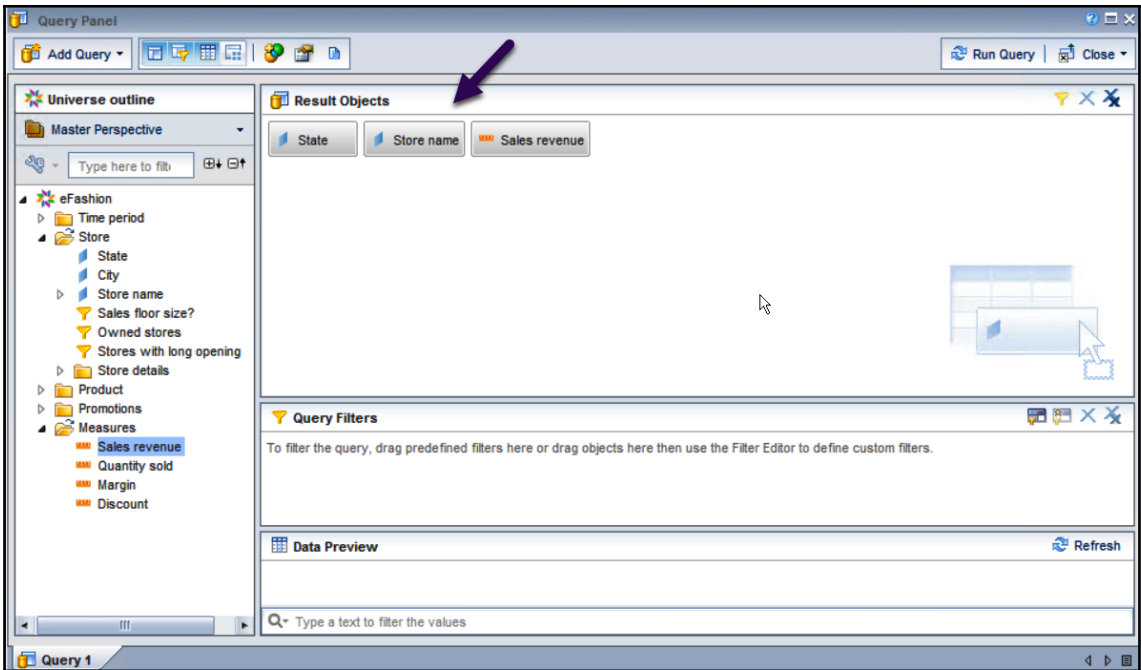 Query Panel
Add Query
Run Query
Close
Universe outline
Master Perspective
Type here to filt
eFashion
Time period
Store
State
City
Store name
Sales floor size?
Owned stores
Stores with long opening
Store details
Product
Promotions
Measures
Sales revenue
Quantity sold
Margin
Discount
Result Objects
State Store name Sales revenue
Query Filters
To filter the query, drag predefined filters here or drag objects here then use the Filter Editor to define custom filters.
Data Preview
Refresh
Type a text to filter the values
Query 1